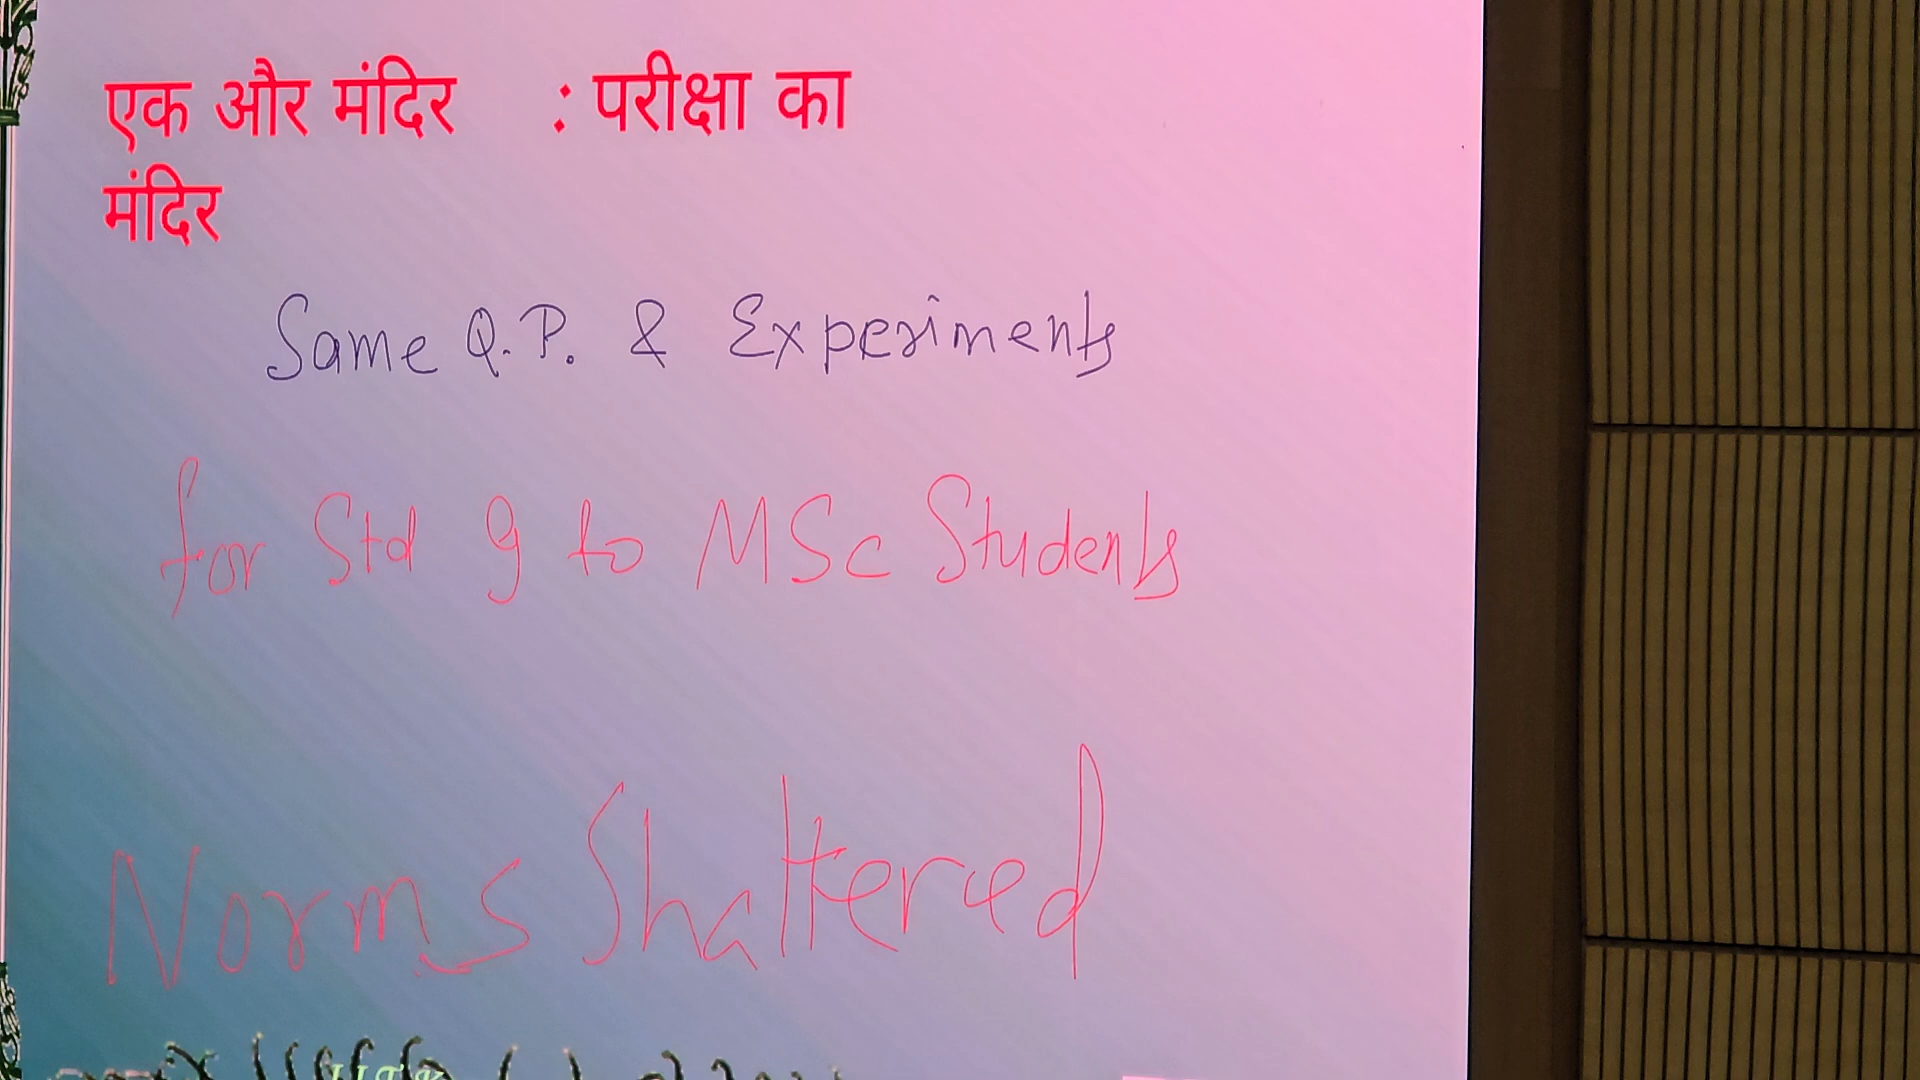 एक और मंदिर : परीक्षा का
मंदिर
Same Q.P. & Experiments
for Std 9 to MSc Students
Norms Shattered